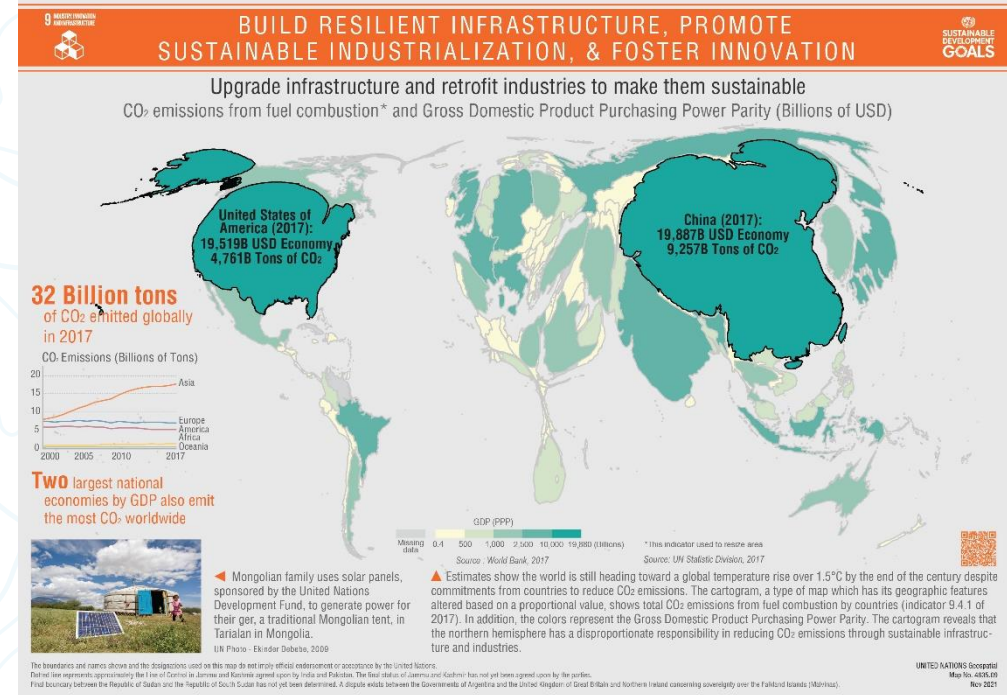 9 INDUSTRY, INNOVATION
AND INFRASTRUCTURE
BUILD RESILIENT INFRASTRUCTURE, PROMOTE
SUSTAINABLE INDUSTRIALIZATION, & FOSTER INNOVATION
SUSTAINABLE
DEVELOPMENT
GOALS
Upgrade infrastructure and retrofit industries to make them sustainable
CO₂ emissions from fuel combustion* and Gross Domestic Product Purchasing Power Parity (Billions of USD)
United States of
America (2017):
19,519B USD Economy
4,761B Tons of CO₂
China (2017):
19,887B USD Economy
9,257B Tons of CO₂
32 Billion tons
of CO₂ emitted globally
in 2017
CO₂ Emissions (Billions of Tons)
20
15
10
5
0
Asia
Europe
America
Africa
Oceania
2000 2005 2010 2017
Two largest national
economies by GDP also emit
the most CO₂ worldwide
GDP (PPP)
Missing
data
0.4 500 1,000 2,500 10,000 19,880 (Billions)
Source : World Bank, 2017
*This indicator used to resize area
Source: UN Statistic Division, 2017
◀ Mongolian family uses solar panels,
sponsored by the United Nations
Development Fund, to generate power for
their ger, a traditional Mongolian tent, in
Tarialan in Mongolia.
UN Photo - Ekinder Debebe, 2009
▲ Estimates show the world is still heading toward a global temperature rise over 1.5°C by the end of the century despite
commitments from countries to reduce CO₂ emissions. The cartogram, a type of map which has its geographic features
altered based on a proportional value, shows total CO₂ emissions from fuel combustion by countries (indicator 9.4.1 of
2017). In addition, the colors represent the Gross Domestic Product Purchasing Power Parity. The cartogram reveals that
the northern hemisphere has a disproportionate responsibility in reducing CO₂ emissions through sustainable infrastruc-
ture and industries.
The boundaries and names shown and the designations used on this map do not imply official endorsement or acceptance by the United Nations.
Dotted line represents approximately the Line of Control in Jammu and Kashmir agreed upon by India and Pakistan. The final status of Jammu and Kashmir has not yet been agreed upon by the parties.
Final boundary between the Republic of Sudan and the Republic of South Sudan has not yet been determined. A dispute exists between the Governments of Argentina and the United Kingdom of Great Britain and Northern Ireland concerning sovereignty over the Falkland Islands (Malvinas).
UNITED NATIONS Geospatial
Map No.
Nov 2021